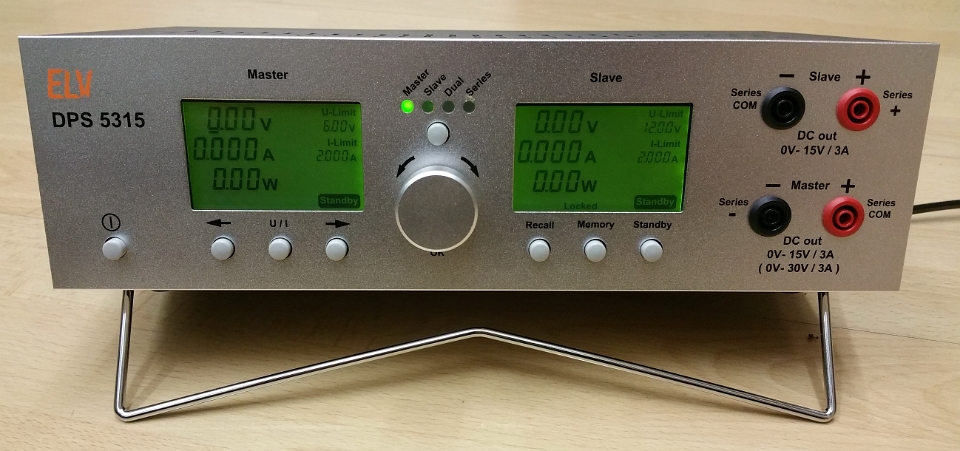 ELV
DPS 5315
Master
0.00 V
U-Limit
6.00 V
0.000 A
I-Limit
2.000 A
0.00 W
Standby
U / I
Master
Slave
Dual
Series
OK
Slave
0.00 V
U-Limit
12.00 V
0.000 A
I-Limit
2.000 A
0.00 W
Locked
Standby
Recall
Memory
Standby
− Slave +
Series
COM
Series
+
DC out
0V- 15V / 3A
− Master +
Series
-
Series
COM
DC out
0V- 15V / 3A
( 0V- 30V / 3A )